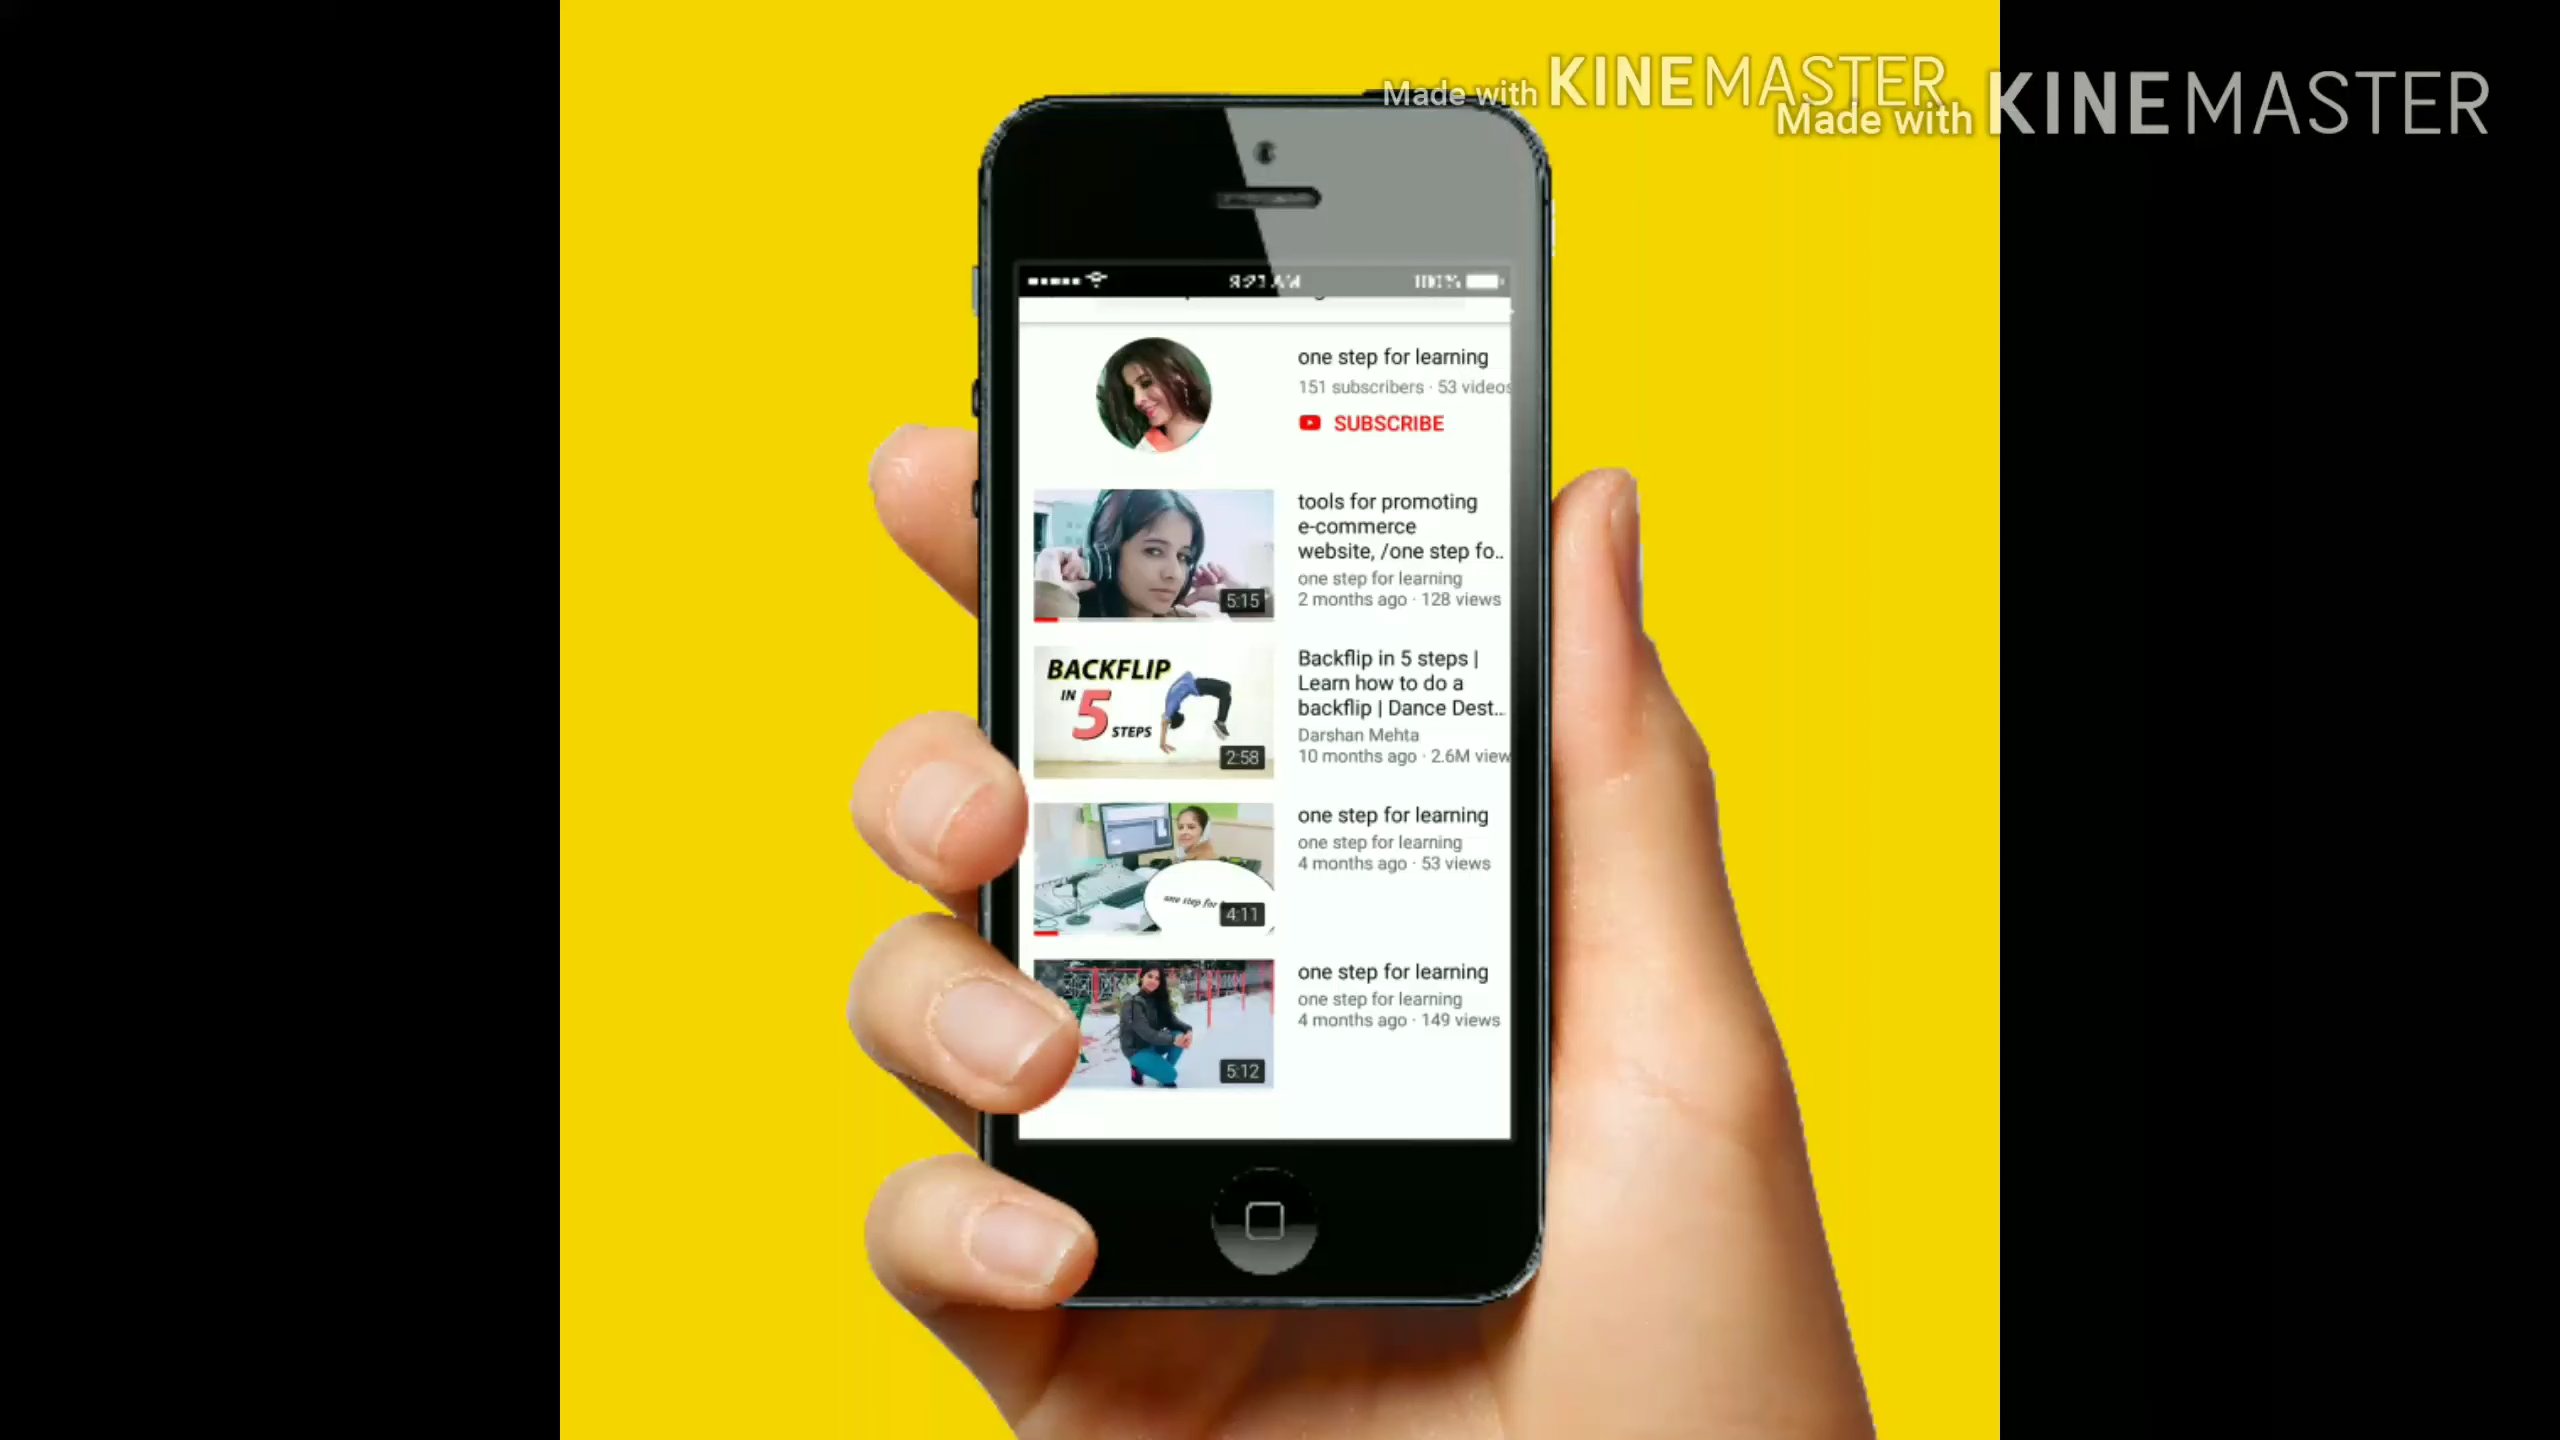 Made with KINEMASTER
Made with KINEMASTER
100%
one step for learning
151 subscribers · 53 videos
SUBSCRIBE
tools for promoting
e-commerce
website, /one step fo..
one step for learning
2 months ago · 128 views
5:15
BACKFLIP
IN
5
STEPS
2:58
Backflip in 5 steps |
Learn how to do a
backflip | Dance Dest...
Darshan Mehta
10 months ago · 2.6M view
one step for
4:11
one step for learning
one step for learning
4 months ago · 53 views
5:12
one step for learning
one step for learning
4 months ago · 149 views